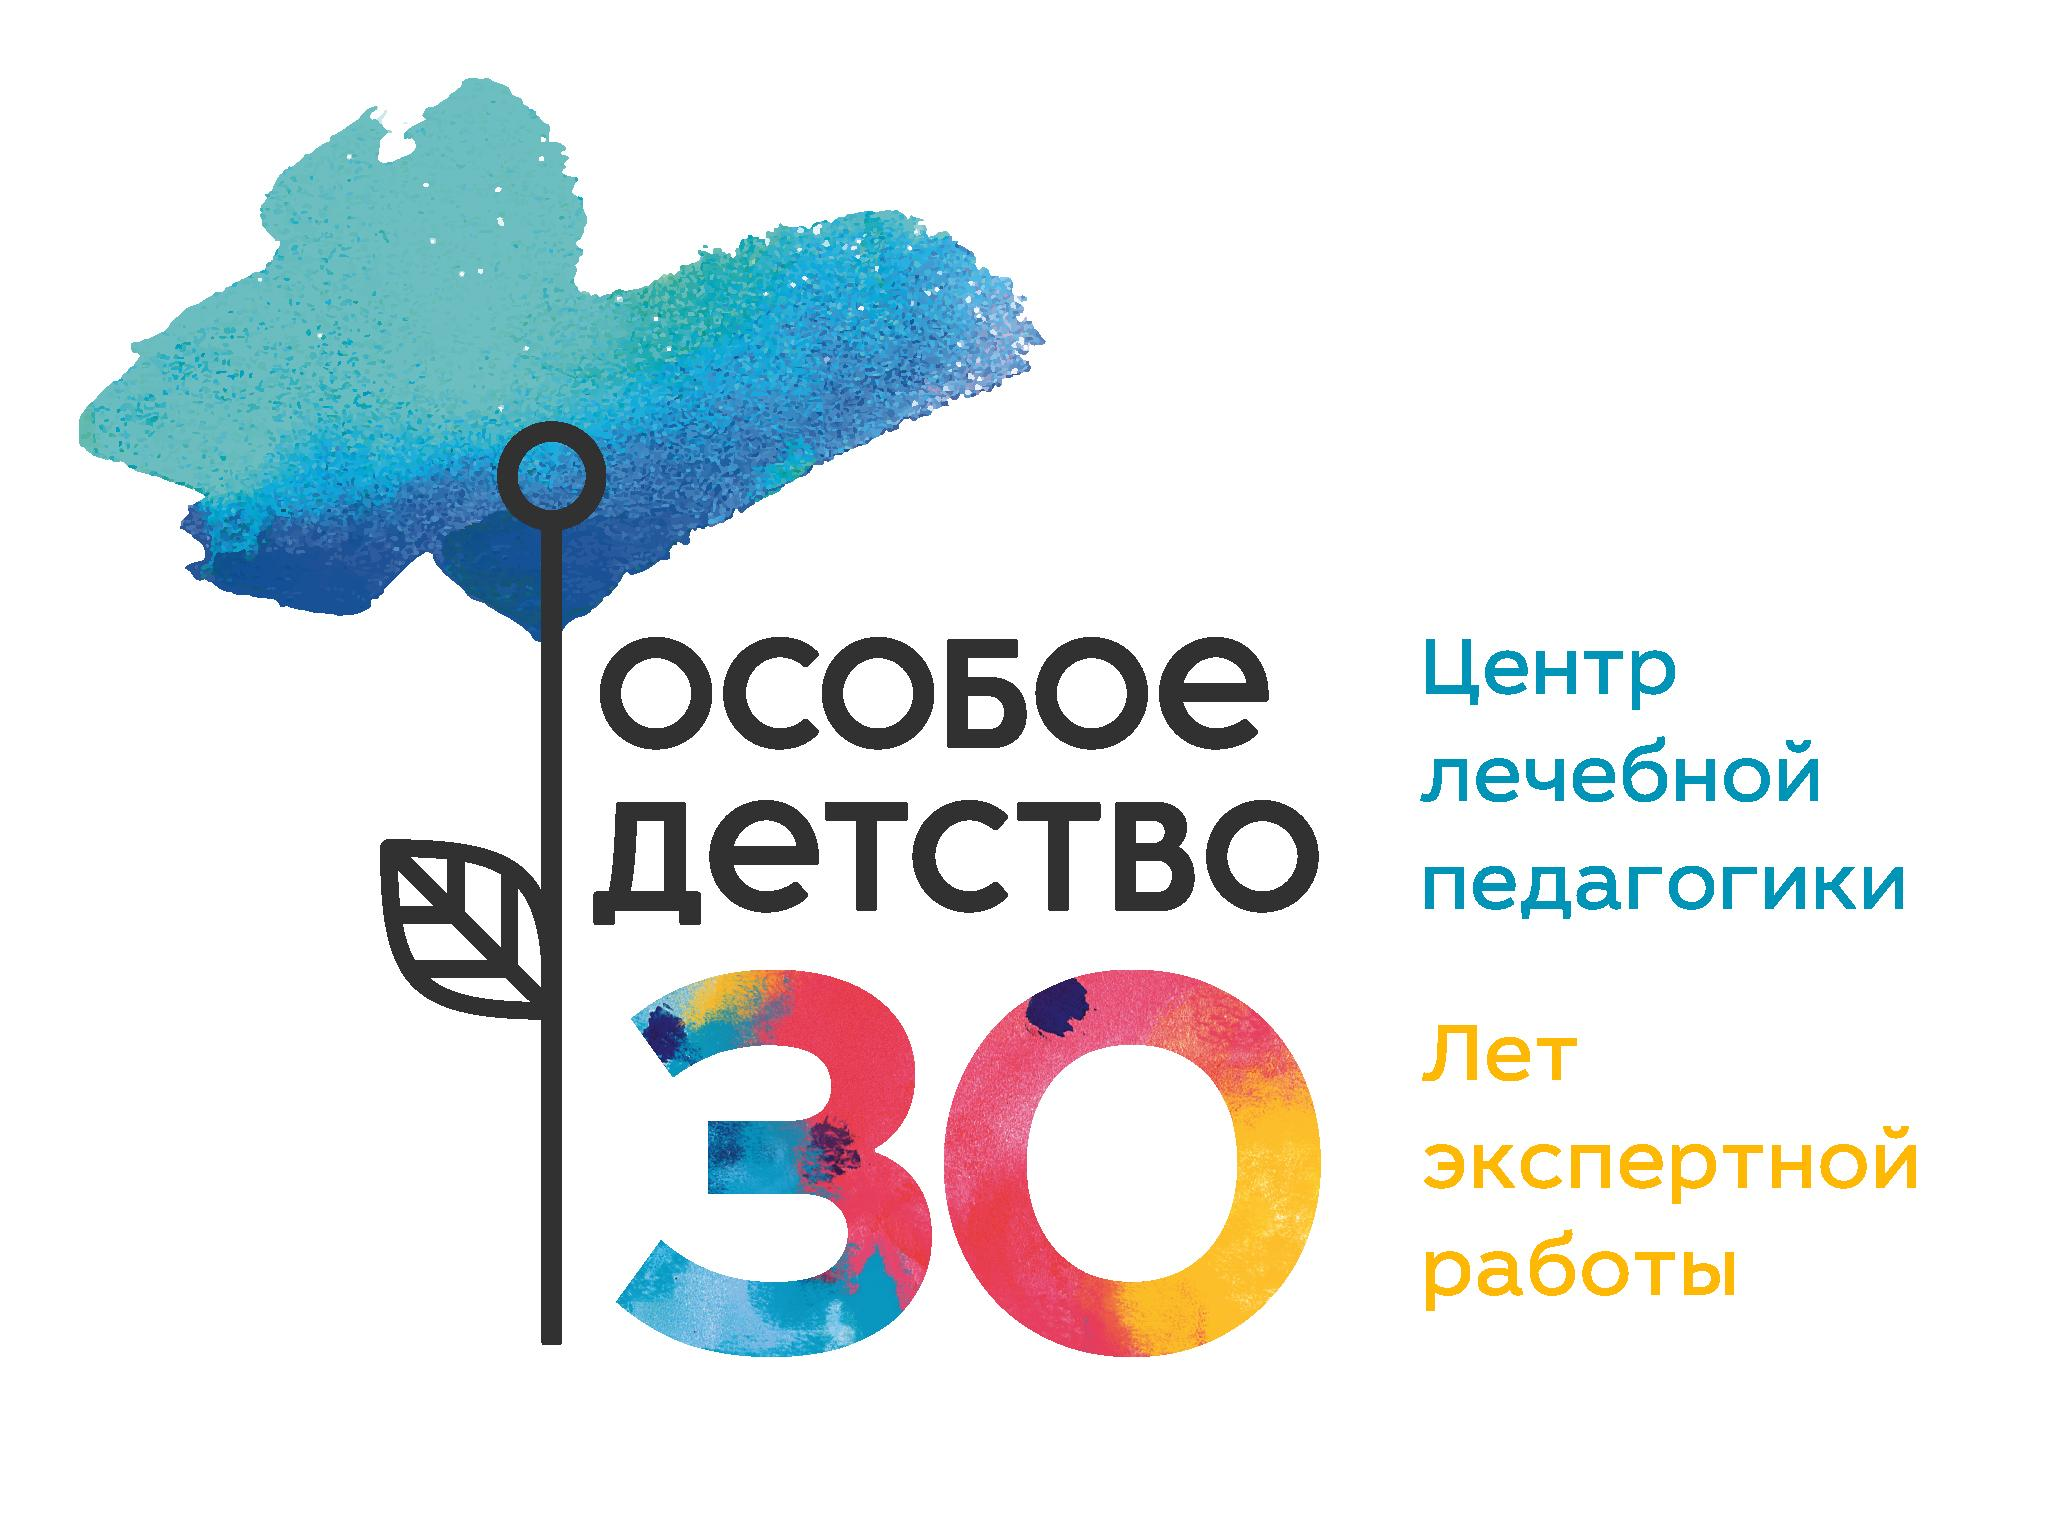 особое
детство
30
Центр
лечебной
педагогики
Лет
экспертной
работы